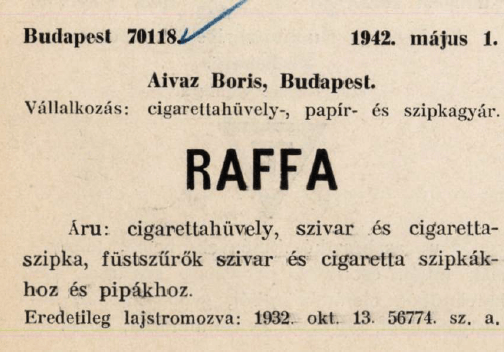 Budapest 70118.
1942. május 1.
Aivaz Boris, Budapest.
Vállalkozás: cigarettahüvely-, papír- és szipkagyár.
RAFFA
Áru: cigarettahüvely, szivar és cigaretta-
szipka, füstszűrők szivar és cigaretta szipkák-
hoz és pipákhoz.
Eredetileg lajstromozva: 1932. okt. 13. 56774. sz. a.